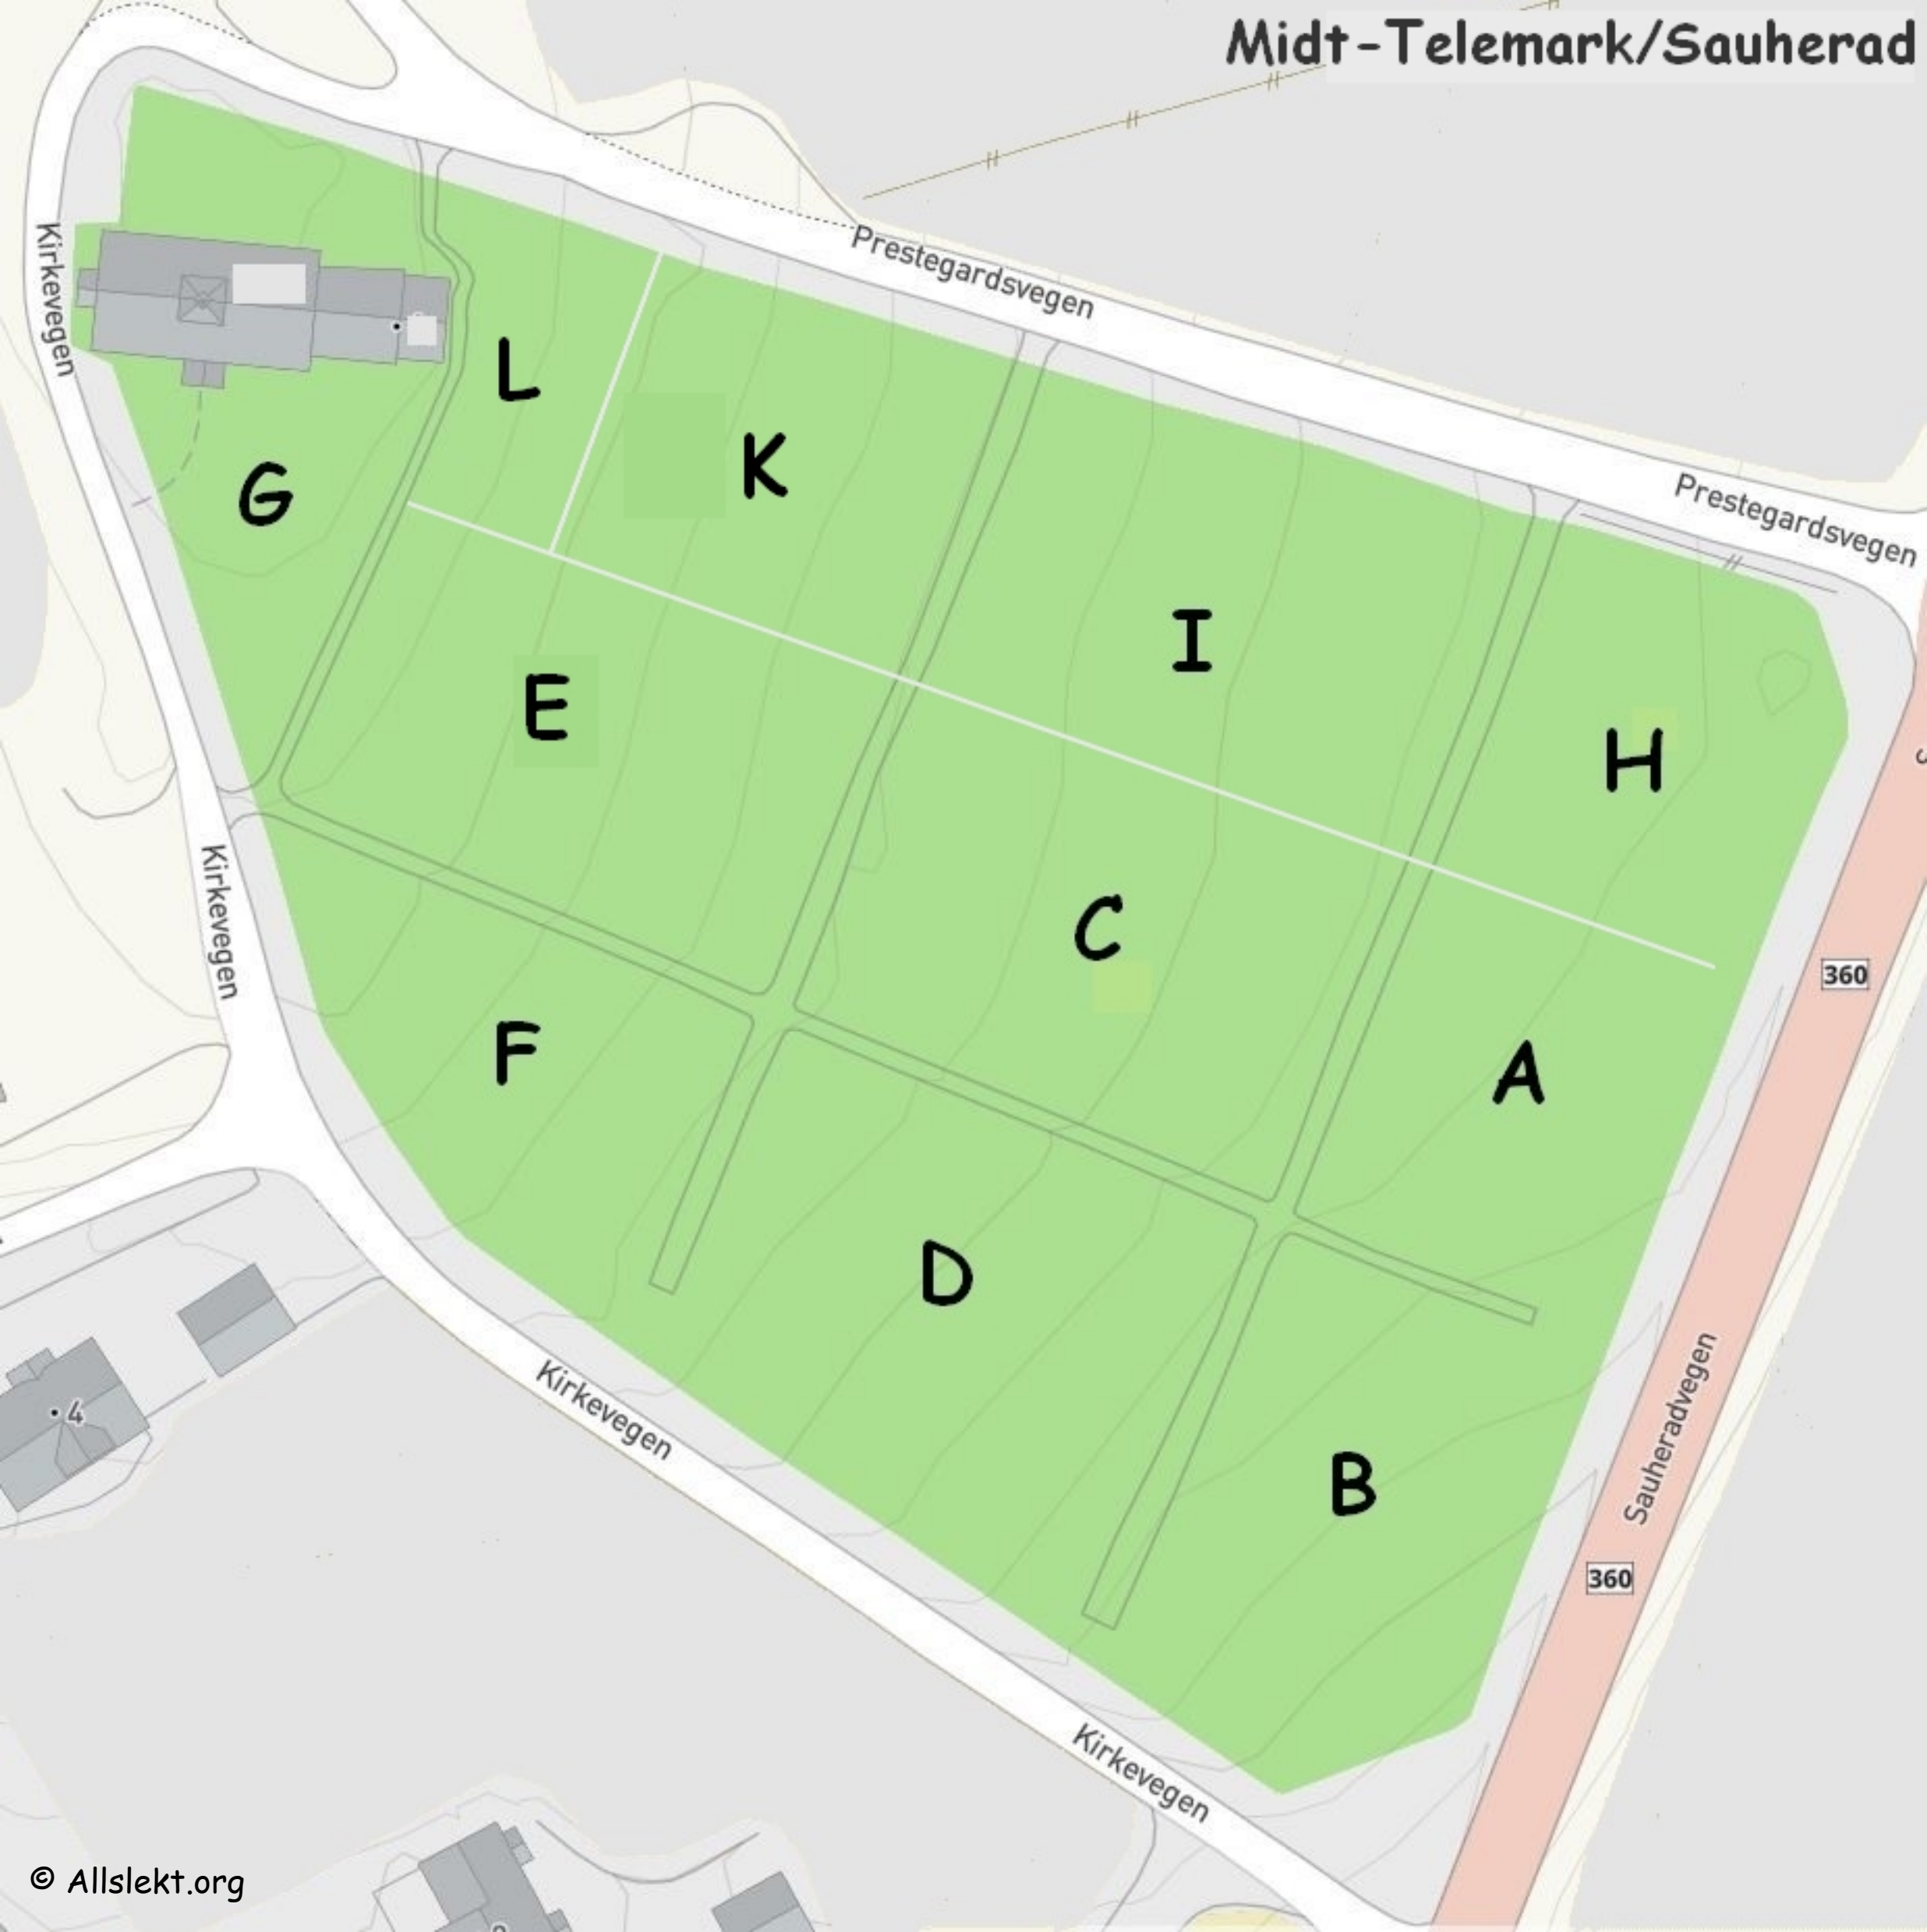 Midt-Telemark/Sauherad
Prestegardsvegen
Kirkevegen
L
K
G
Prestegardsvegen
I
E
H
Kirkevegen
C
360
F
A
D
Sauheradvegen
4
Kirkevegen
B
360
Kirkevegen
© Allslekt.org